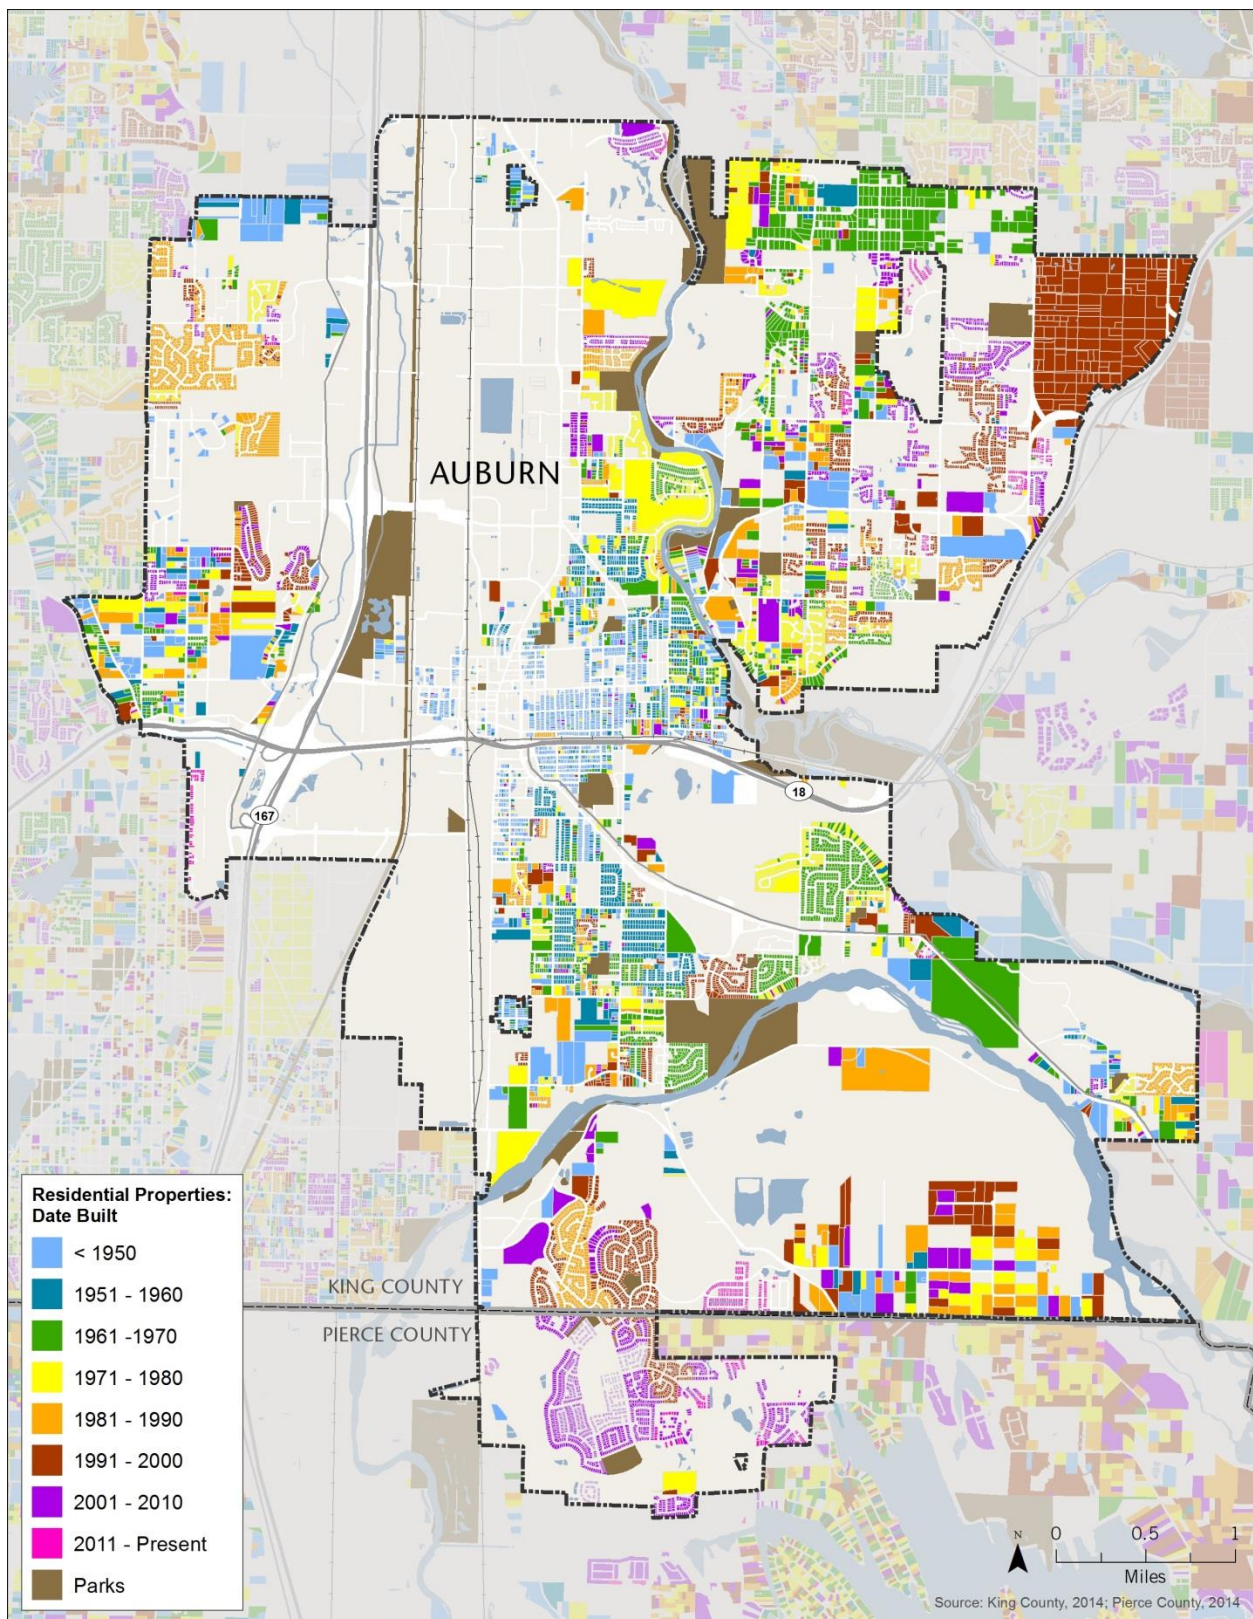 AUBURN
18
167
KING COUNTY
PIERCE COUNTY
Residential Properties:
Date Built
< 1950
1951 - 1960
1961 -1970
1971 - 1980
1981 - 1990
1991 - 2000
2001 - 2010
2011 - Present
Parks
N
0 0.5 1
Miles
Source: King County, 2014; Pierce County, 2014